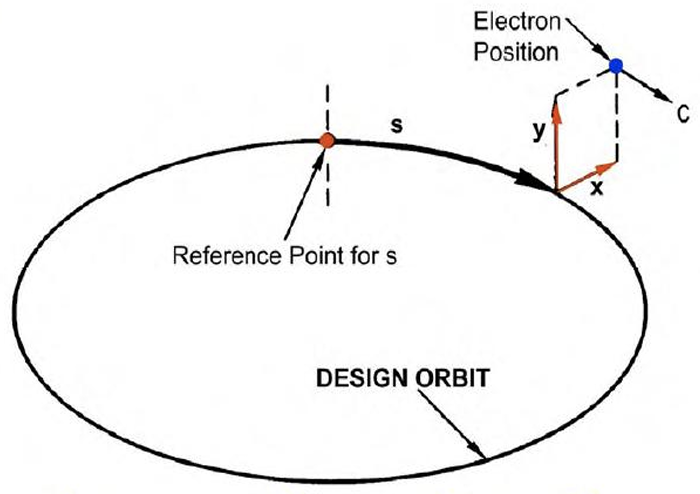 Electron
Position
C
s
y
x
Reference Point for s
DESIGN ORBIT